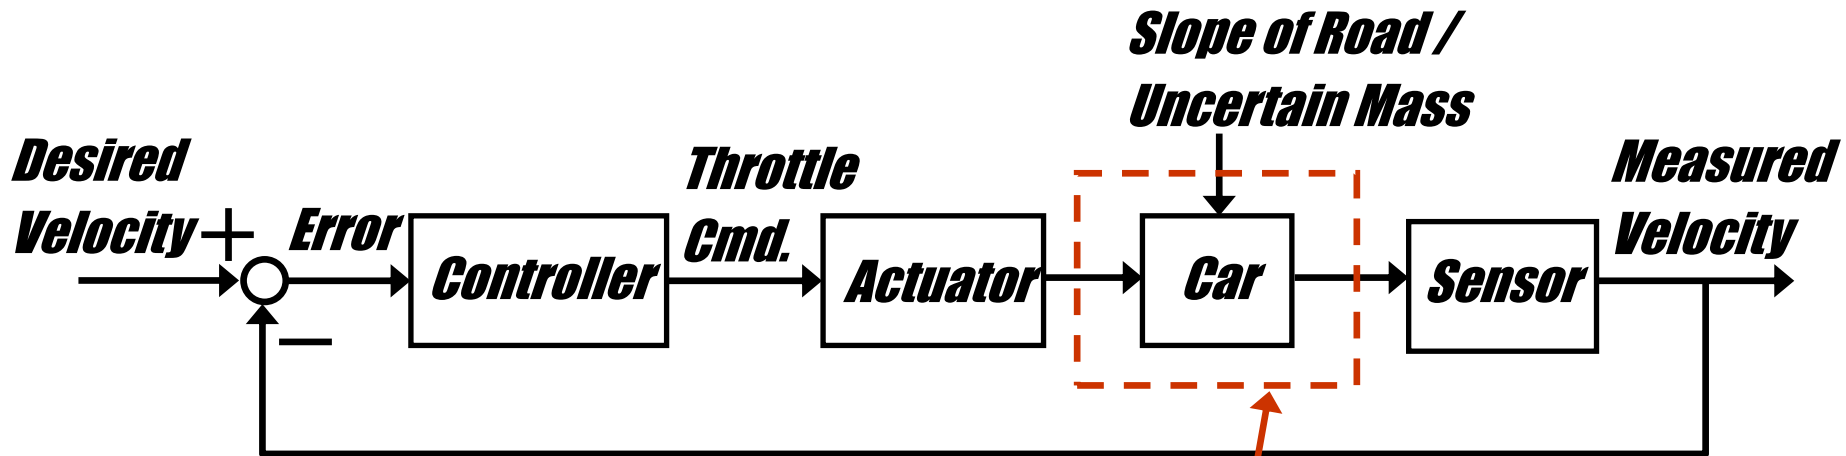 Slope of Road /
Uncertain Mass
Desired
Velocity
+
Error
Throttle
Cmd.
Measured
Velocity
Controller
Actuator
Car
Sensor
—